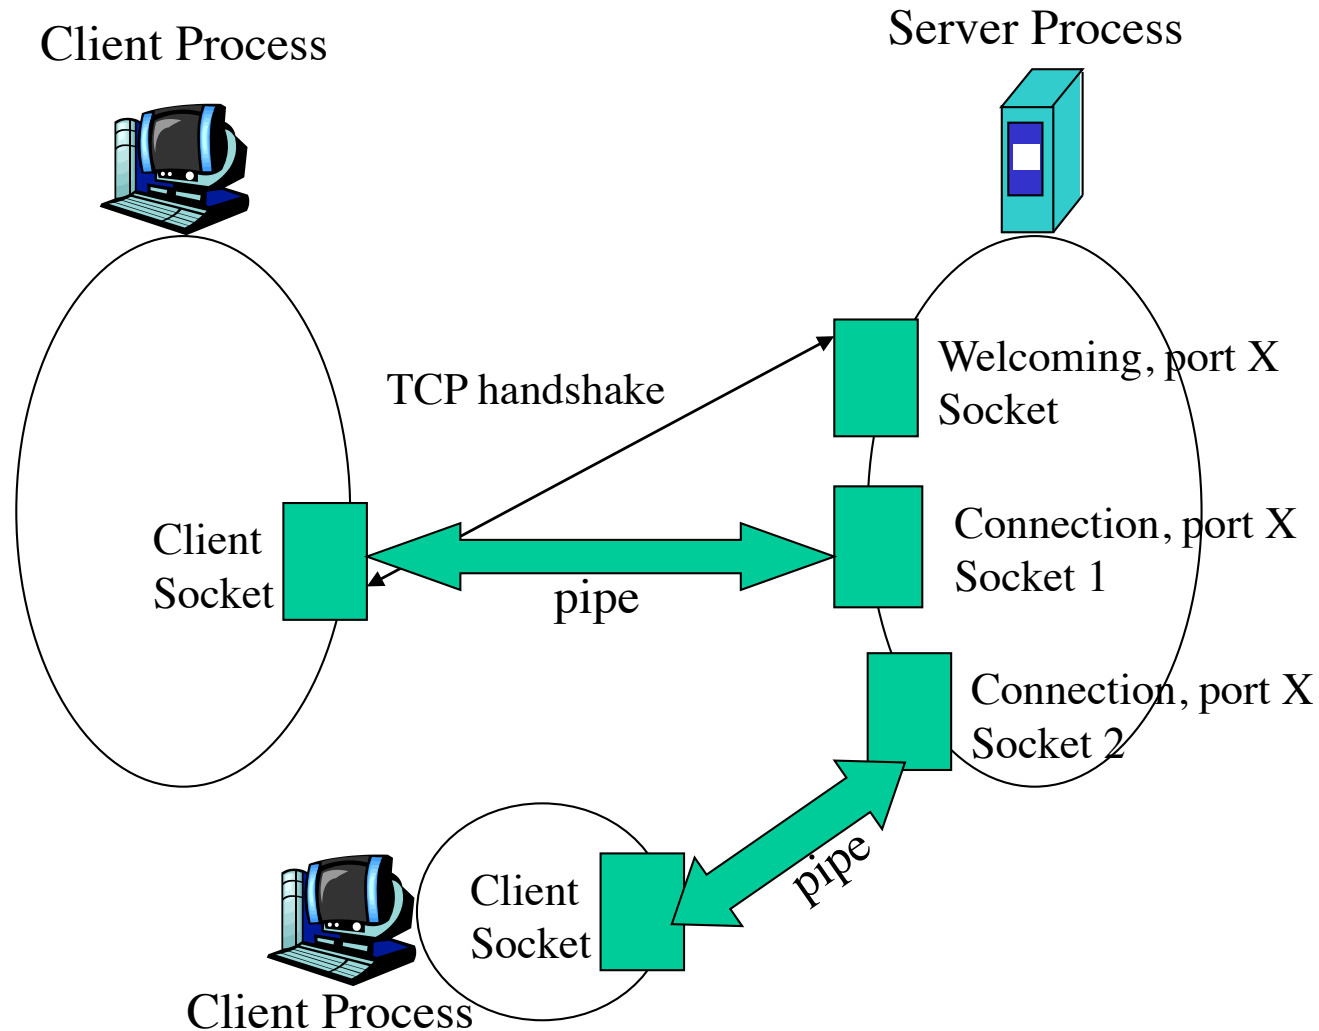 Client Process
Server Process
Welcoming, port X
Socket
TCP handshake
Client
Socket
pipe
Connection, port X
Socket 1
Connection, port X
Socket 2
pipe
Client
Socket
Client Process